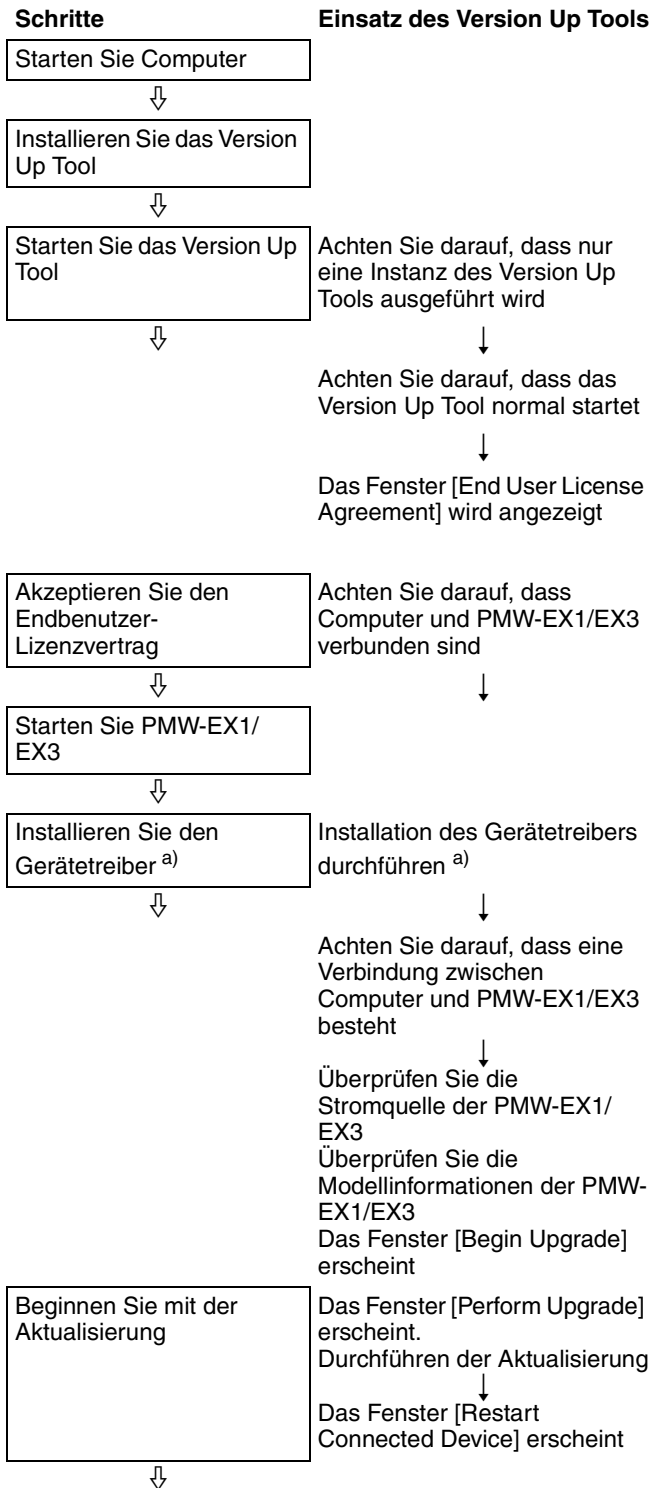 Schritte
Einsatz des Version Up Tools
Starten Sie Computer
Installieren Sie das Version
Up Tool
Starten Sie das Version Up
Tool
Achten Sie darauf, dass nur
eine Instanz des Version Up
Tools ausgeführt wird
Achten Sie darauf, dass das
Version Up Tool normal startet
Das Fenster [End User License
Agreement] wird angezeigt
Akzeptieren Sie den
Endbenutzer-
Lizenzvertrag
Achten Sie darauf, dass
Computer und PMW-EX1/EX3
verbunden sind
Starten Sie PMW-EX1/
EX3
Installieren Sie den
Gerätetreiber a)
Installation des Gerätetreibers
durchführen a)
Achten Sie darauf, dass eine
Verbindung zwischen
Computer und PMW-EX1/EX3
besteht
Überprüfen Sie die
Stromquelle der PMW-EX1/
EX3
Überprüfen Sie die
Modellinformationen der PMW-
EX1/EX3
Das Fenster [Begin Upgrade]
erscheint
Beginnen Sie mit der
Aktualisierung
Das Fenster [Perform Upgrade]
erscheint.
Durchführen der Aktualisierung
Das Fenster [Restart
Connected Device] erscheint